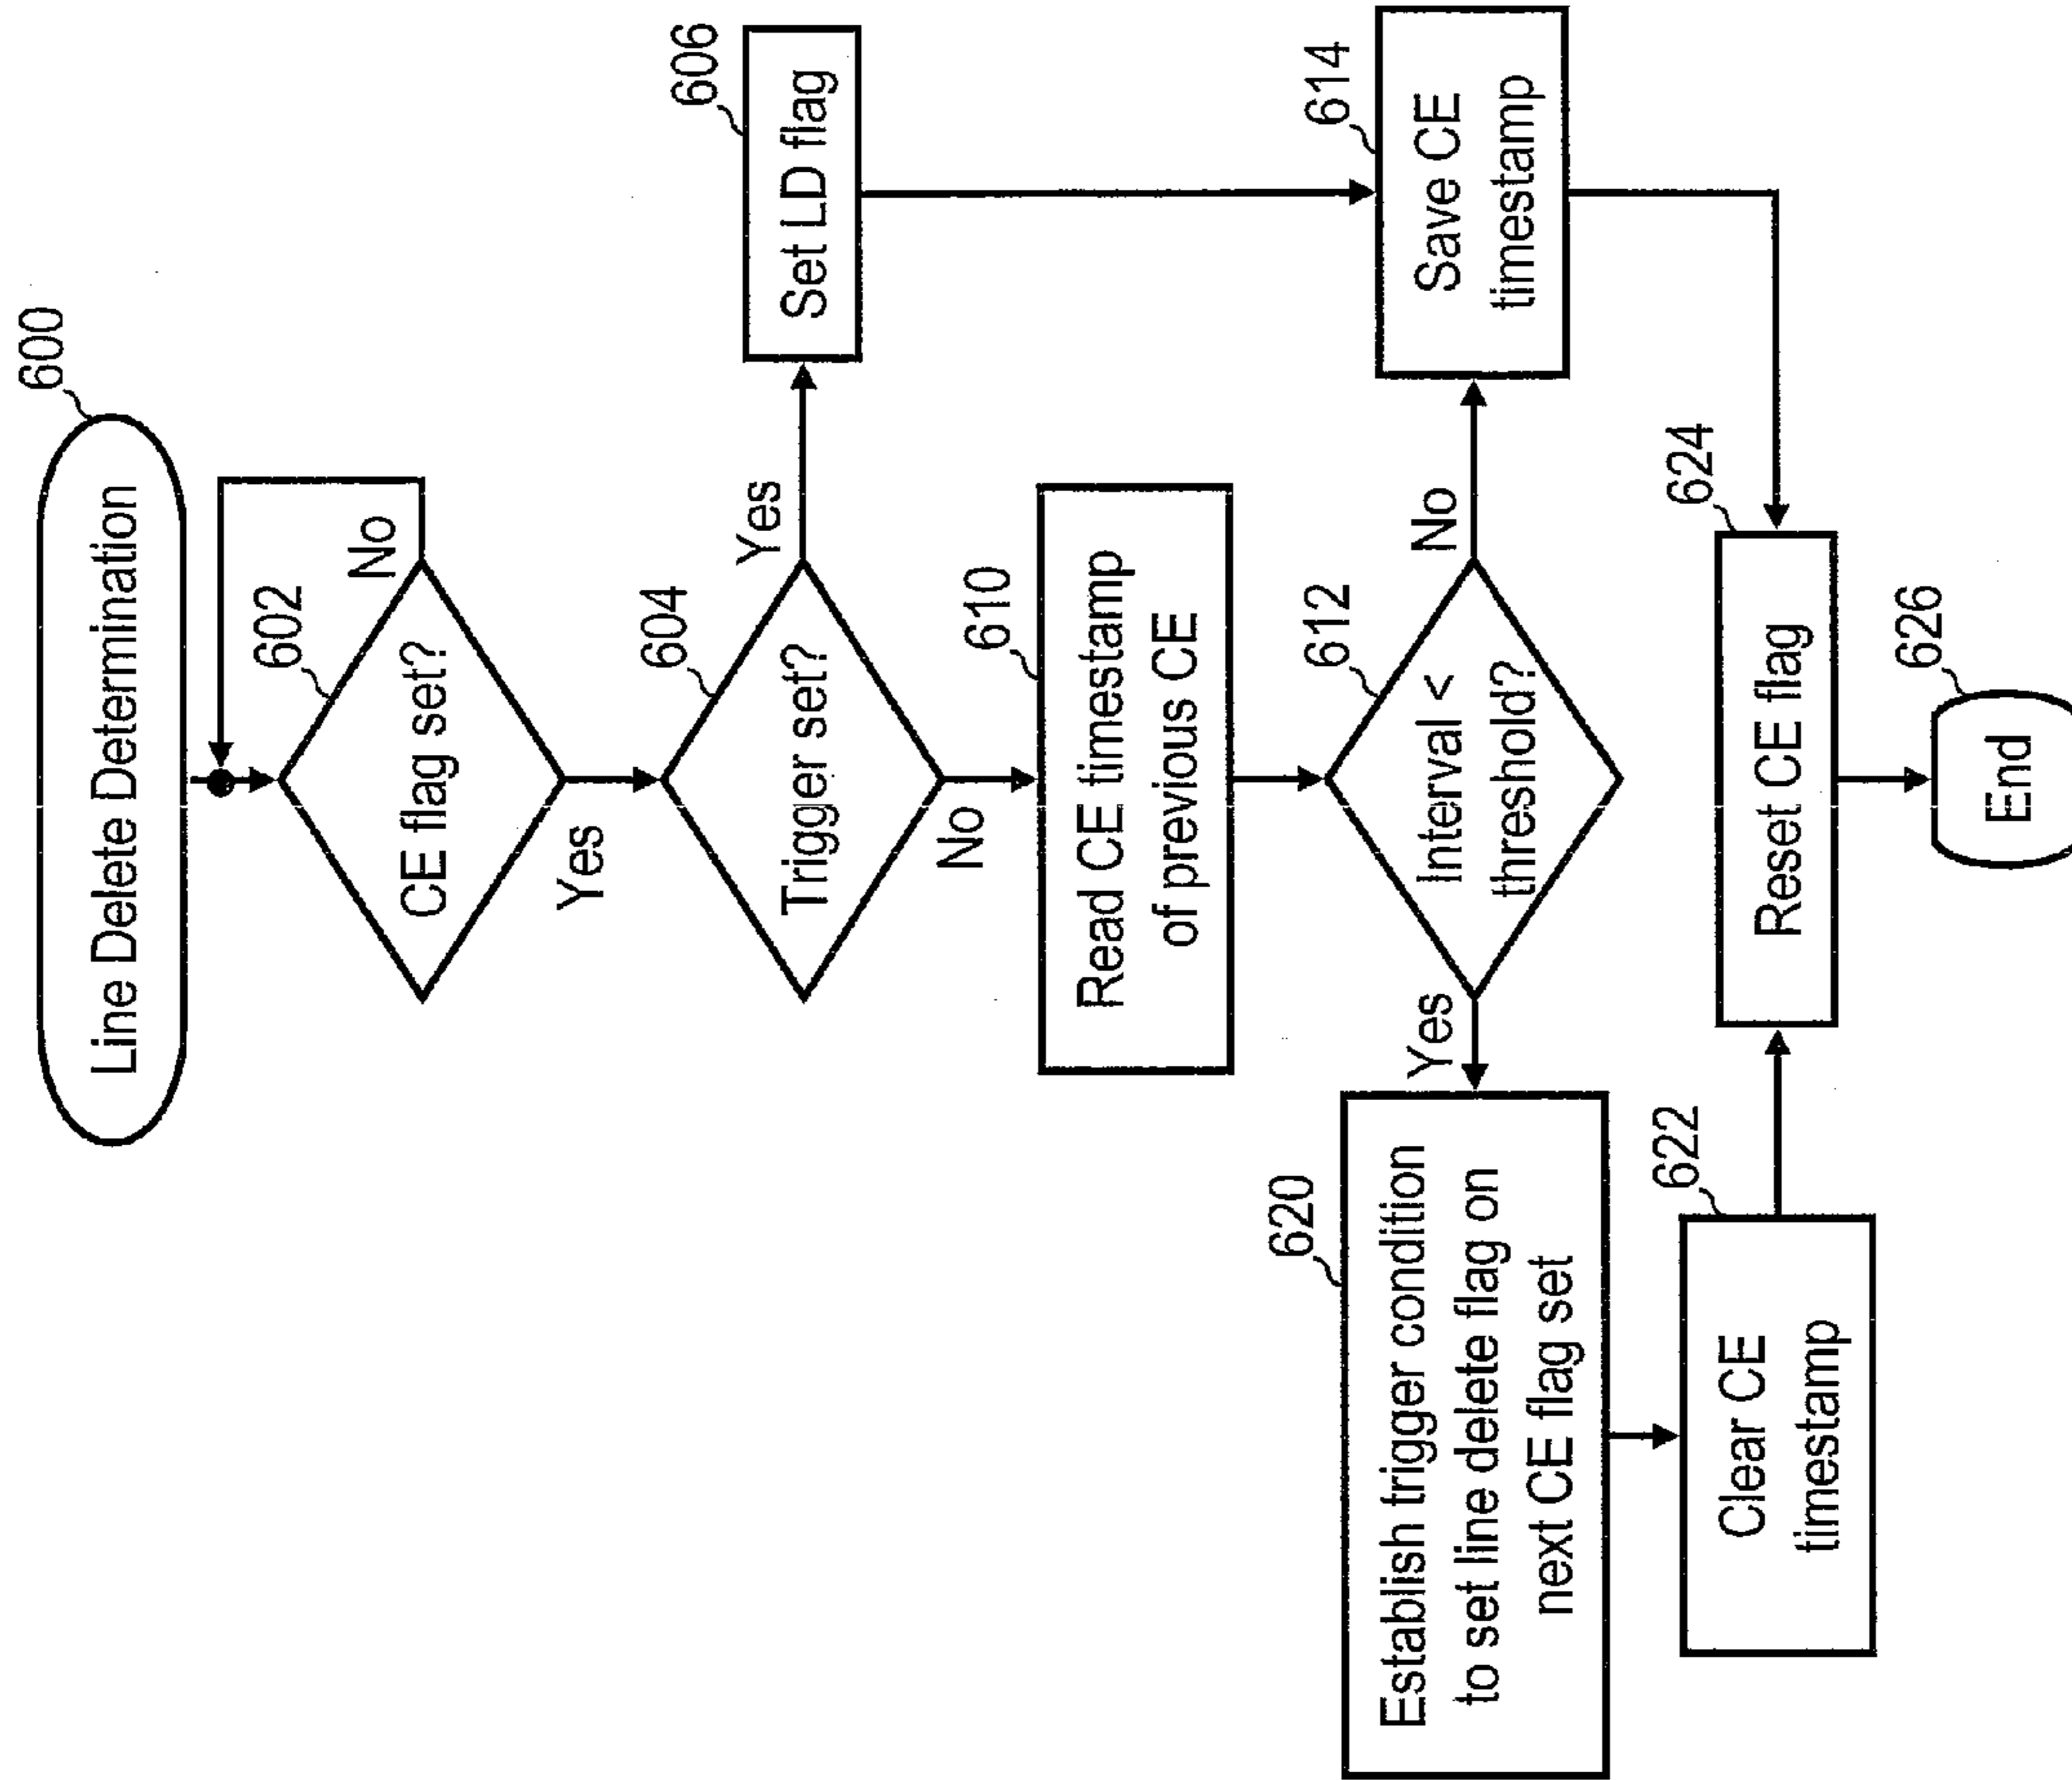 600
Line Delete Determination
602
CE flag set?
No
Yes
604
Trigger set?
Yes
606
Set LD flag
No
610
Read CE timestamp
of previous CE
612
Interval <
threshold?
No
614
Save CE
timestamp
Yes
620
Establish trigger condition
to set line delete flag on
next CE flag set
622
Clear CE
timestamp
624
Reset CE flag
626
End